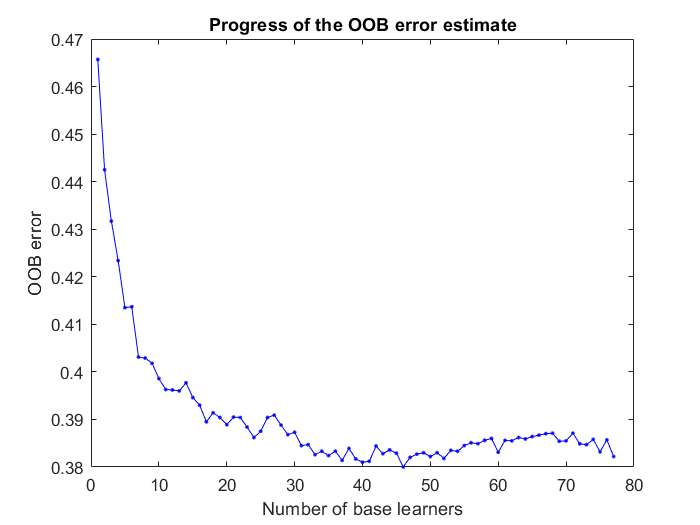 Progress of the OOB error estimate
0.47
0.46
0.45
0.44
0.43
0.42
0.41
0.4
0.39
0.38
OOB error
0 10 20 30 40 50 60 70 80
Number of base learners